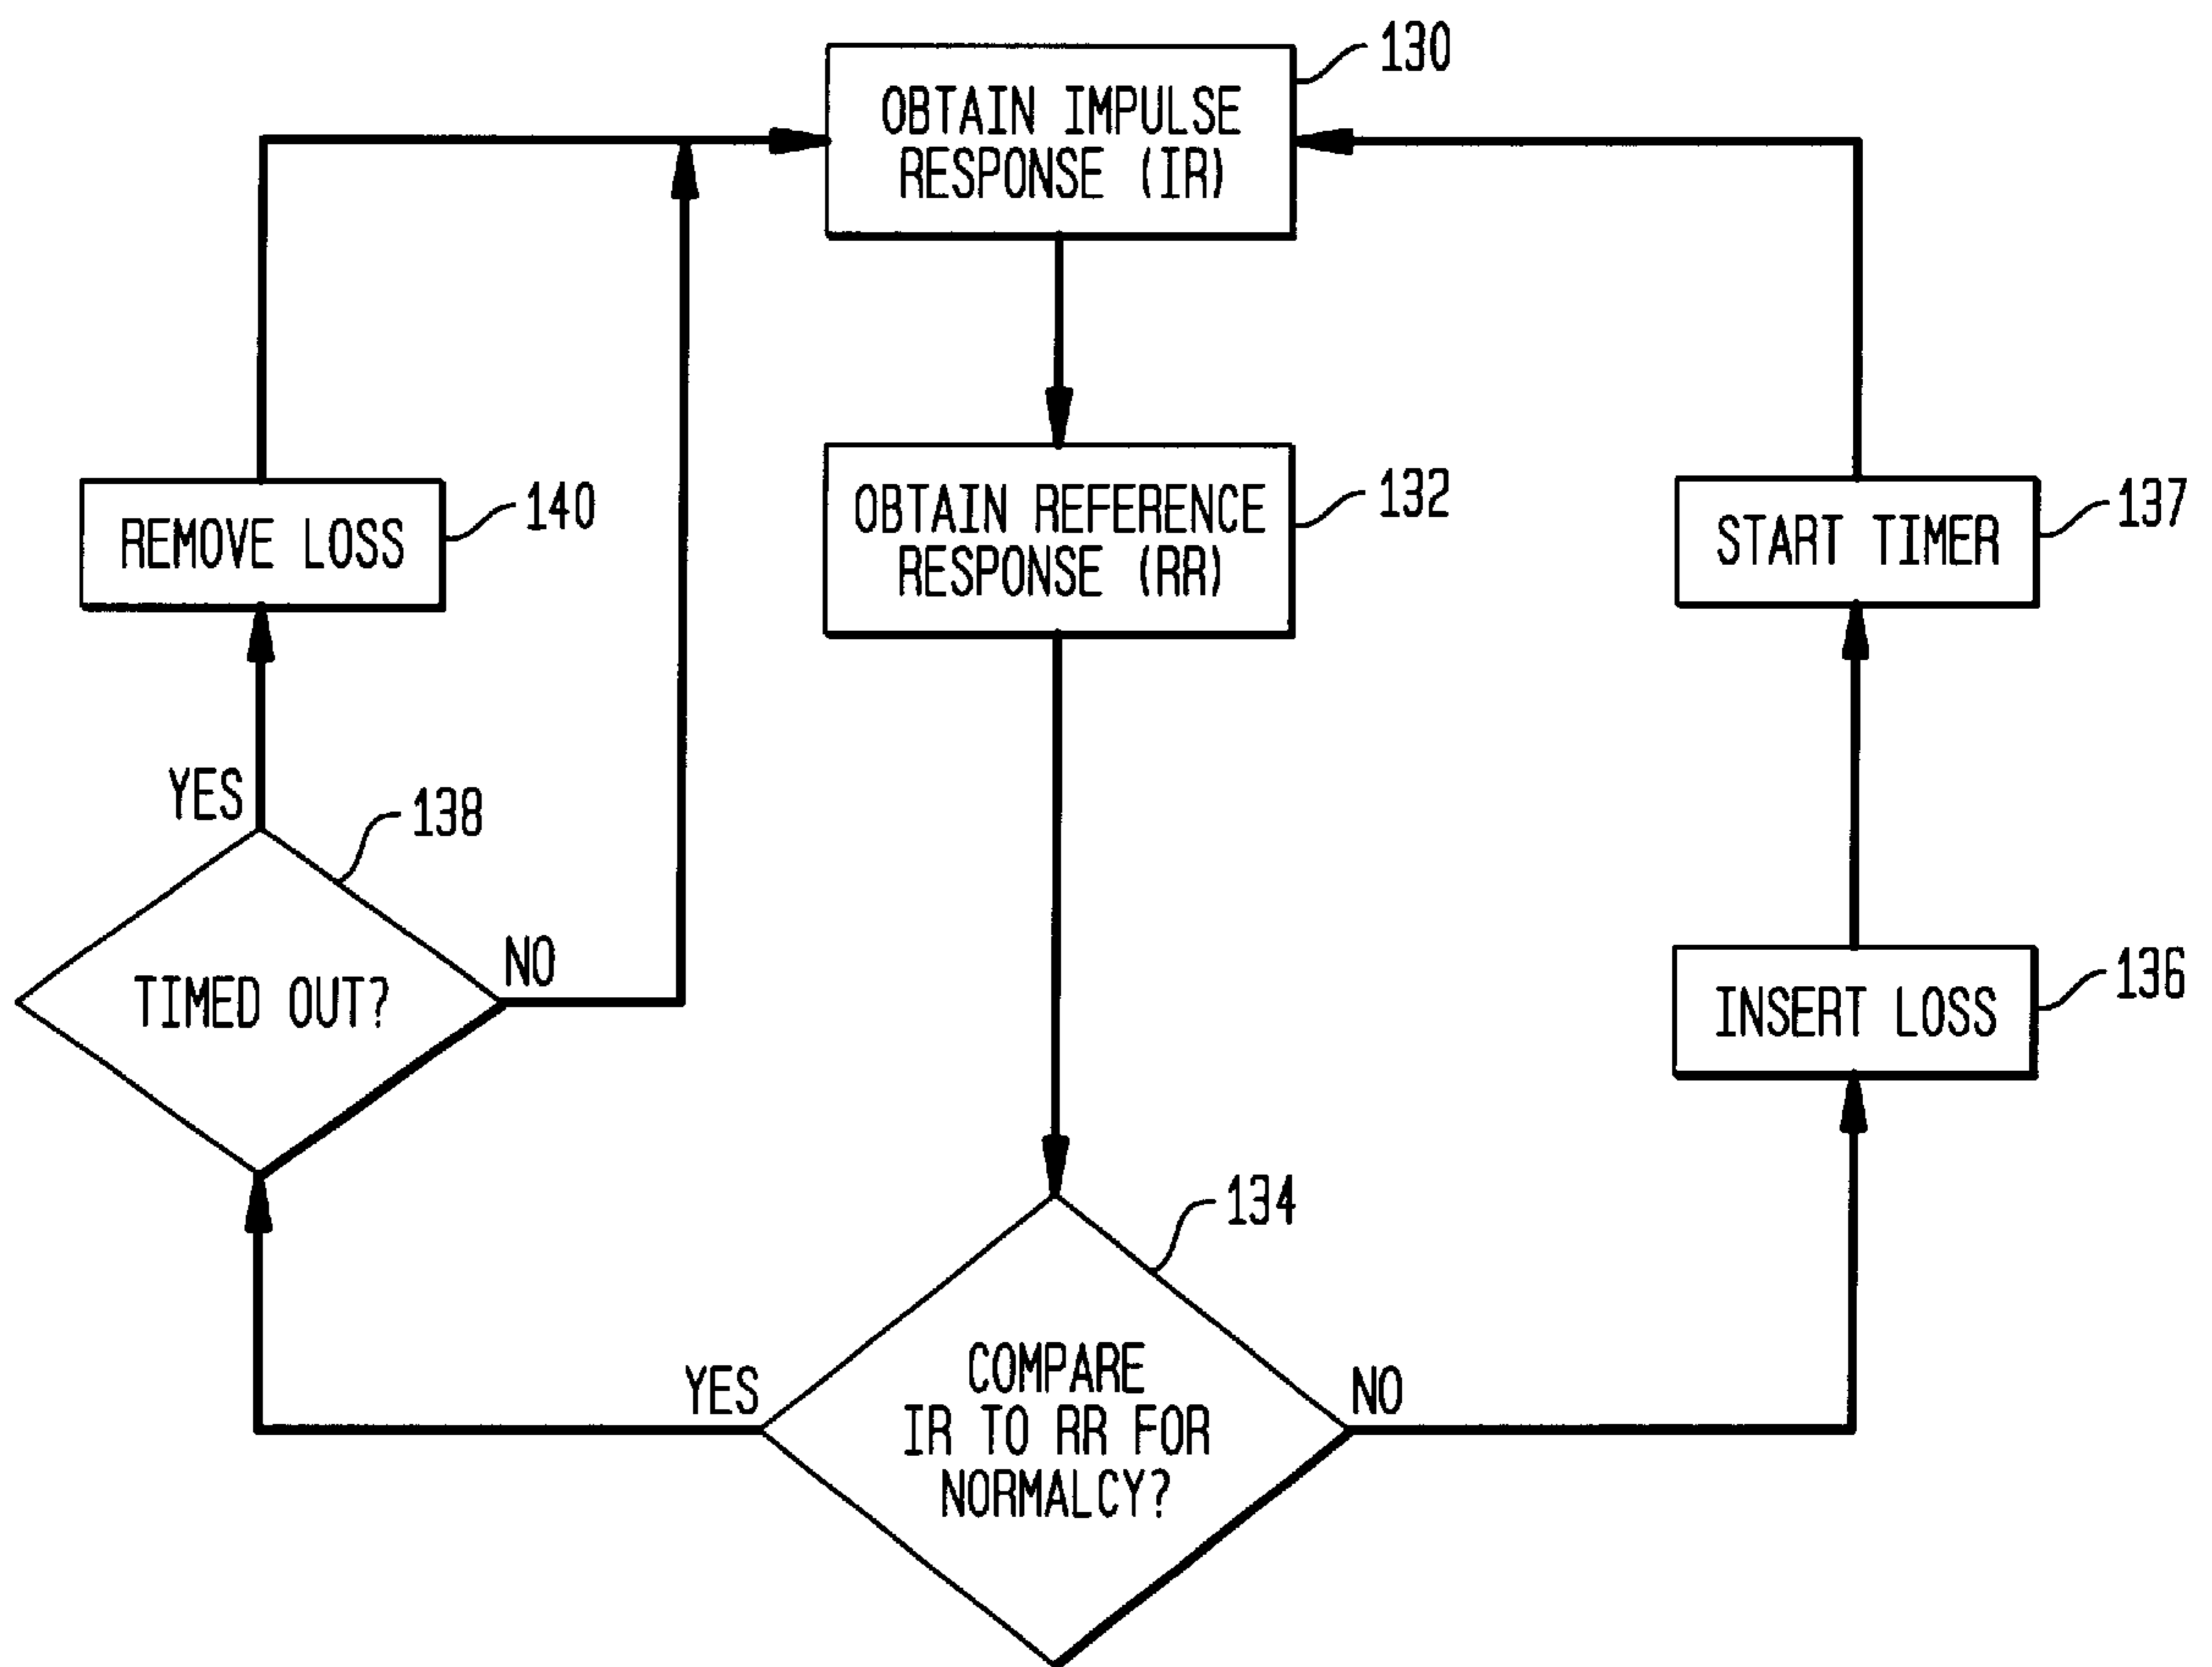 130
OBTAIN IMPULSE
RESPONSE (IR)
140
REMOVE LOSS
132
OBTAIN REFERENCE
RESPONSE (RR)
137
START TIMER
YES
138
NO
TIMED OUT?
136
INSERT LOSS
134
YES
COMPARE
IR TO RR FOR
NORMALCY?
NO